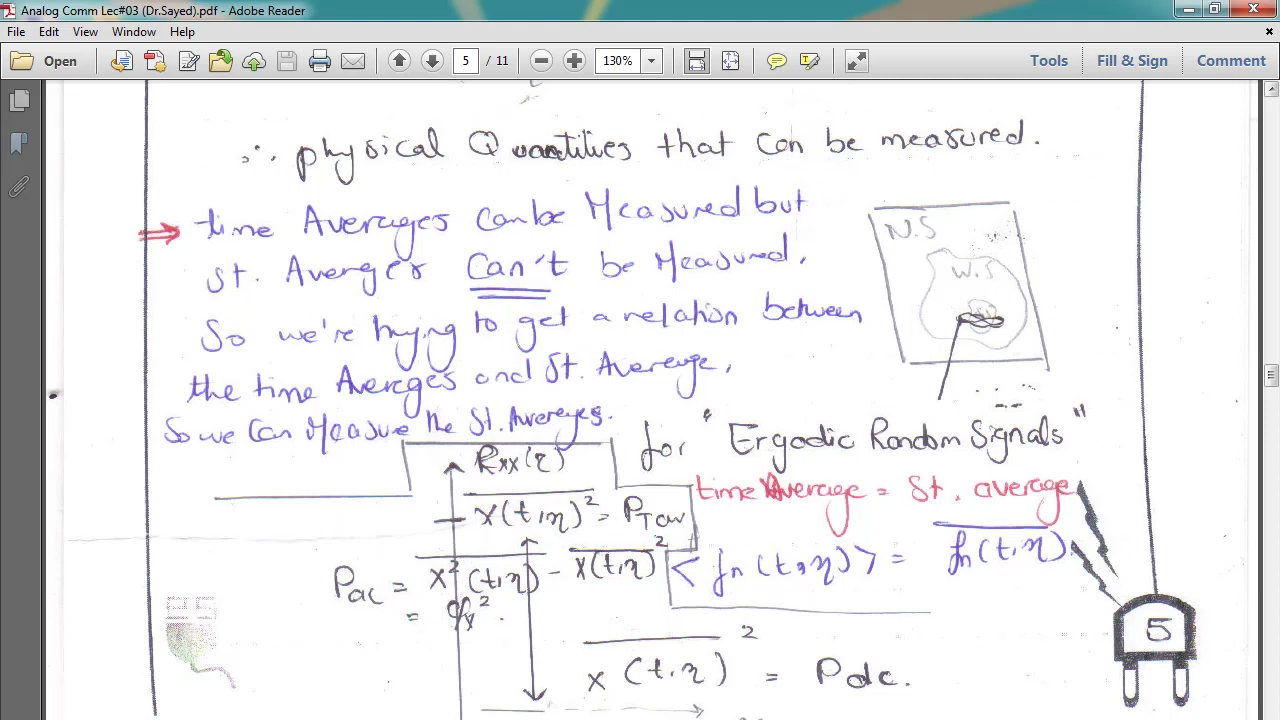 Analog Comm Lec#03 (Dr.Sayed).pdf - Adobe Reader
File Edit View Window Help
Open 5 / 11 130% Tools Fill & Sign Comment
∴ physical Quantities that can be measured.
⇒ time Averages can be Measured but
St. Averages Can't be Measured.
So we're trying to get a relation between
the time Averages and St. Average,
So we Can Measure the St. Averages.
N.S
W.S
for "Ergodic Random Signals"
time Average = St. average
< fn (t, η) > = fn (t, η)
Rxx(τ)
X(t,η)² = PTav
Pac = X²(t,η) - X(t,η)²
= σx².
x(t,η)² = Pdc.
5